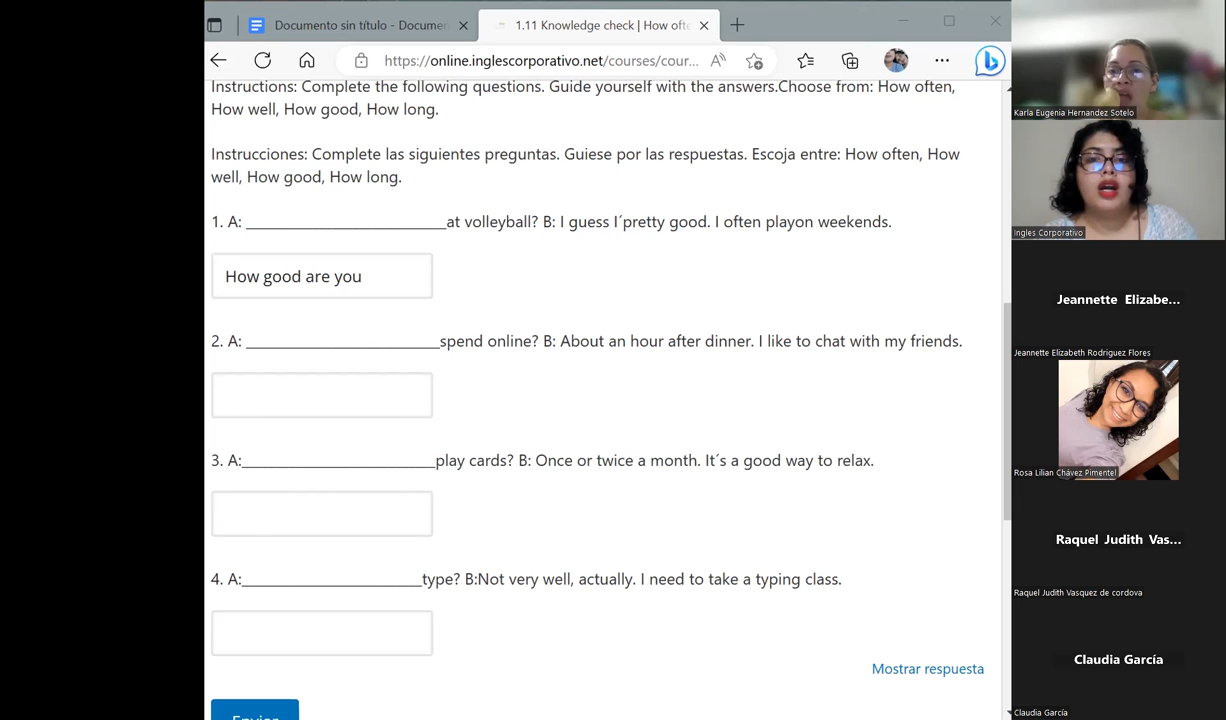 Documento sin título - Documen
1.11 Knowledge check | How ofte
https://online.inglescorporativo.net/courses/cour...
Instructions: Complete the following questions. Guide yourself with the answers.Choose from: How often,
How well, How good, How long.
Instrucciones: Complete las siguientes preguntas. Guiese por las respuestas. Escoja entre: How often, How
well, How good, How long.
1. A: ________________________at volleyball? B: I guess I´pretty good. I often playon weekends.
How good are you
2. A: _______________________spend online? B: About an hour after dinner. I like to chat with my friends.
3. A:_______________________play cards? B: Once or twice a month. It´s a good way to relax.
4. A:_____________________type? B:Not very well, actually. I need to take a typing class.
Mostrar respuesta
Enviar
Karla Eugenia Hernandez Sotelo
Ingles Corporativo
Jeannette Elizabe...
Jeannette Elizabeth Rodriguez Flores
Rosa Lilian Chávez Pimentel
Raquel Judith Vas...
Raquel Judith Vasquez de cordova
Claudia García
Claudia García